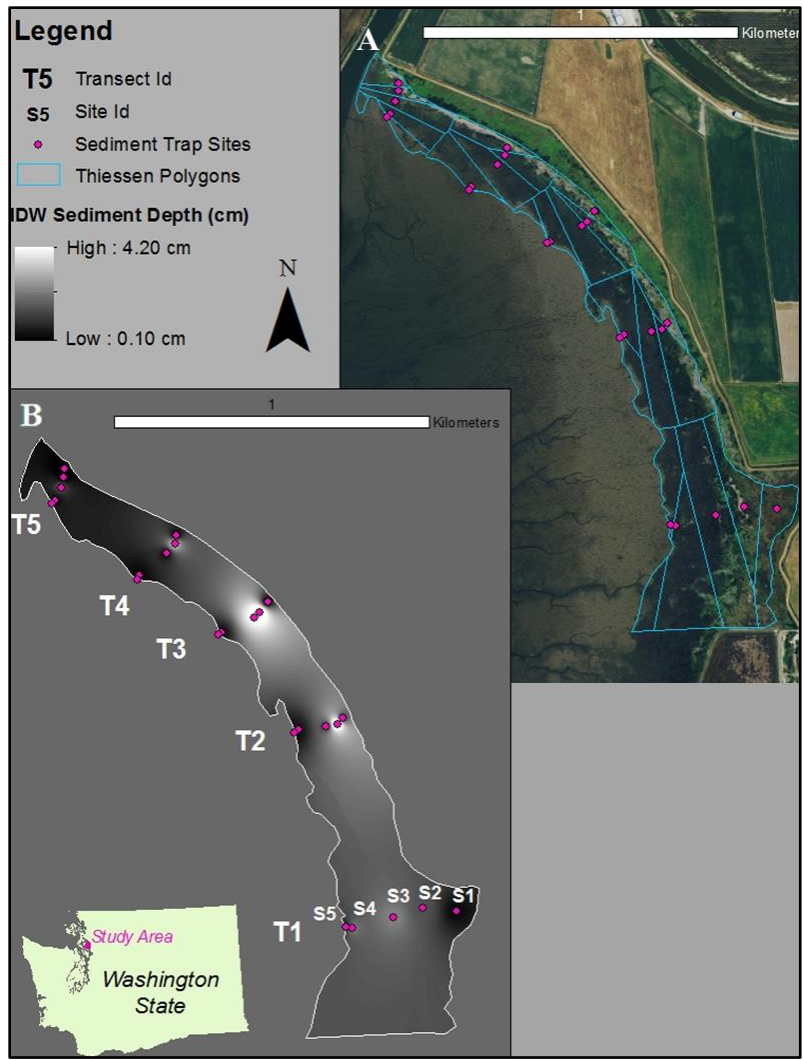 Legend
T5 Transect Id
S5 Site Id
Sediment Trap Sites
Thiessen Polygons
IDW Sediment Depth (cm)
High : 4.20 cm
Low : 0.10 cm
N
A
1
Kilometer
B
1
Kilometers
T5
T4
T3
T2
T1
S5 S4 S3 S2 S1
Study Area
Washington
State